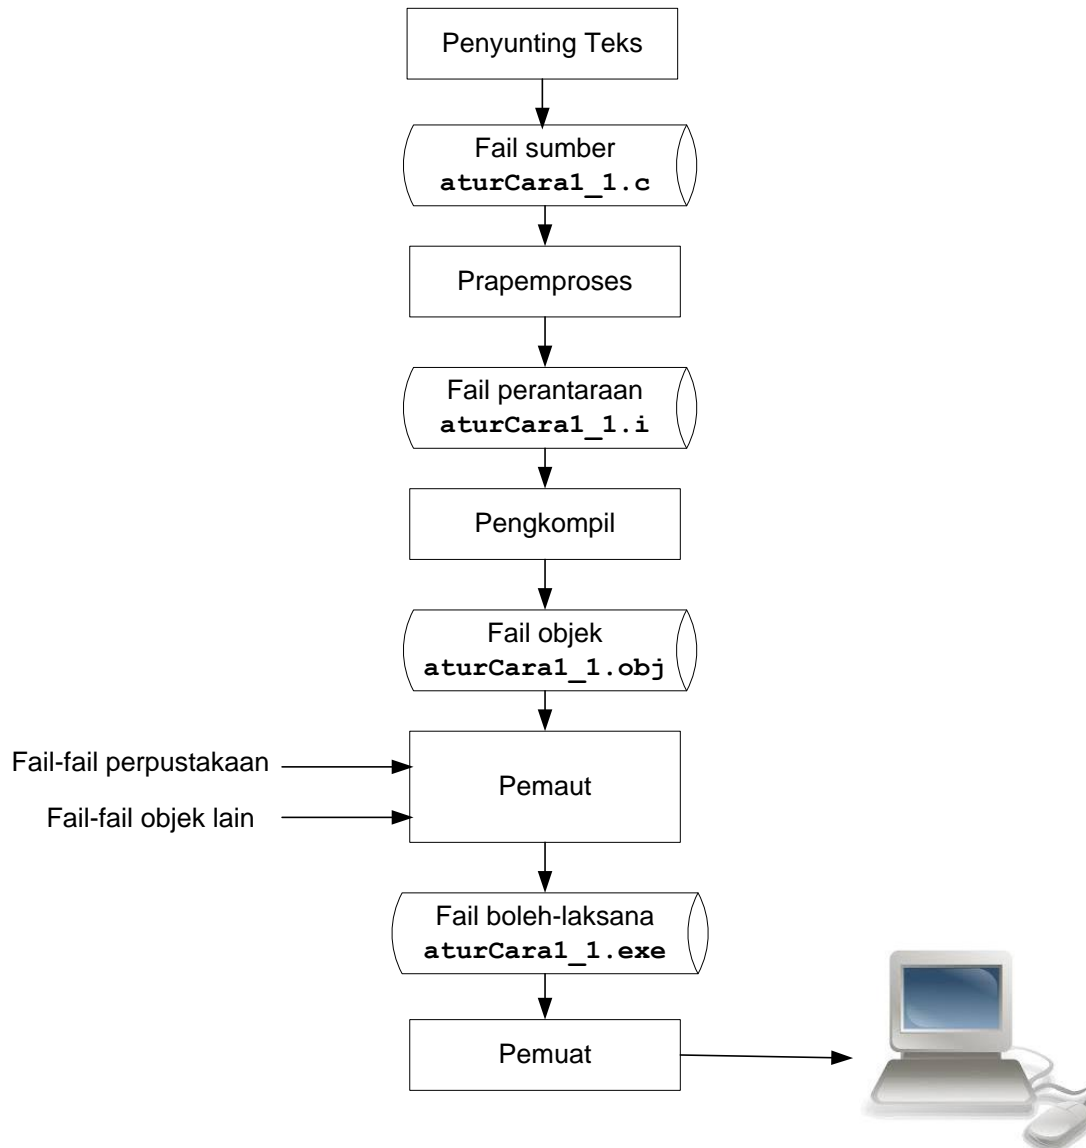 Penyunting Teks
Fail sumber
aturCara1_1.c
Prapemproses
Fail perantaraan
aturCara1_1.i
Pengkompil
Fail objek
aturCara1_1.obj
Fail-fail perpustakaan
Pemaut
Fail-fail objek lain
Fail boleh-laksana
aturCara1_1.exe
Pemuat